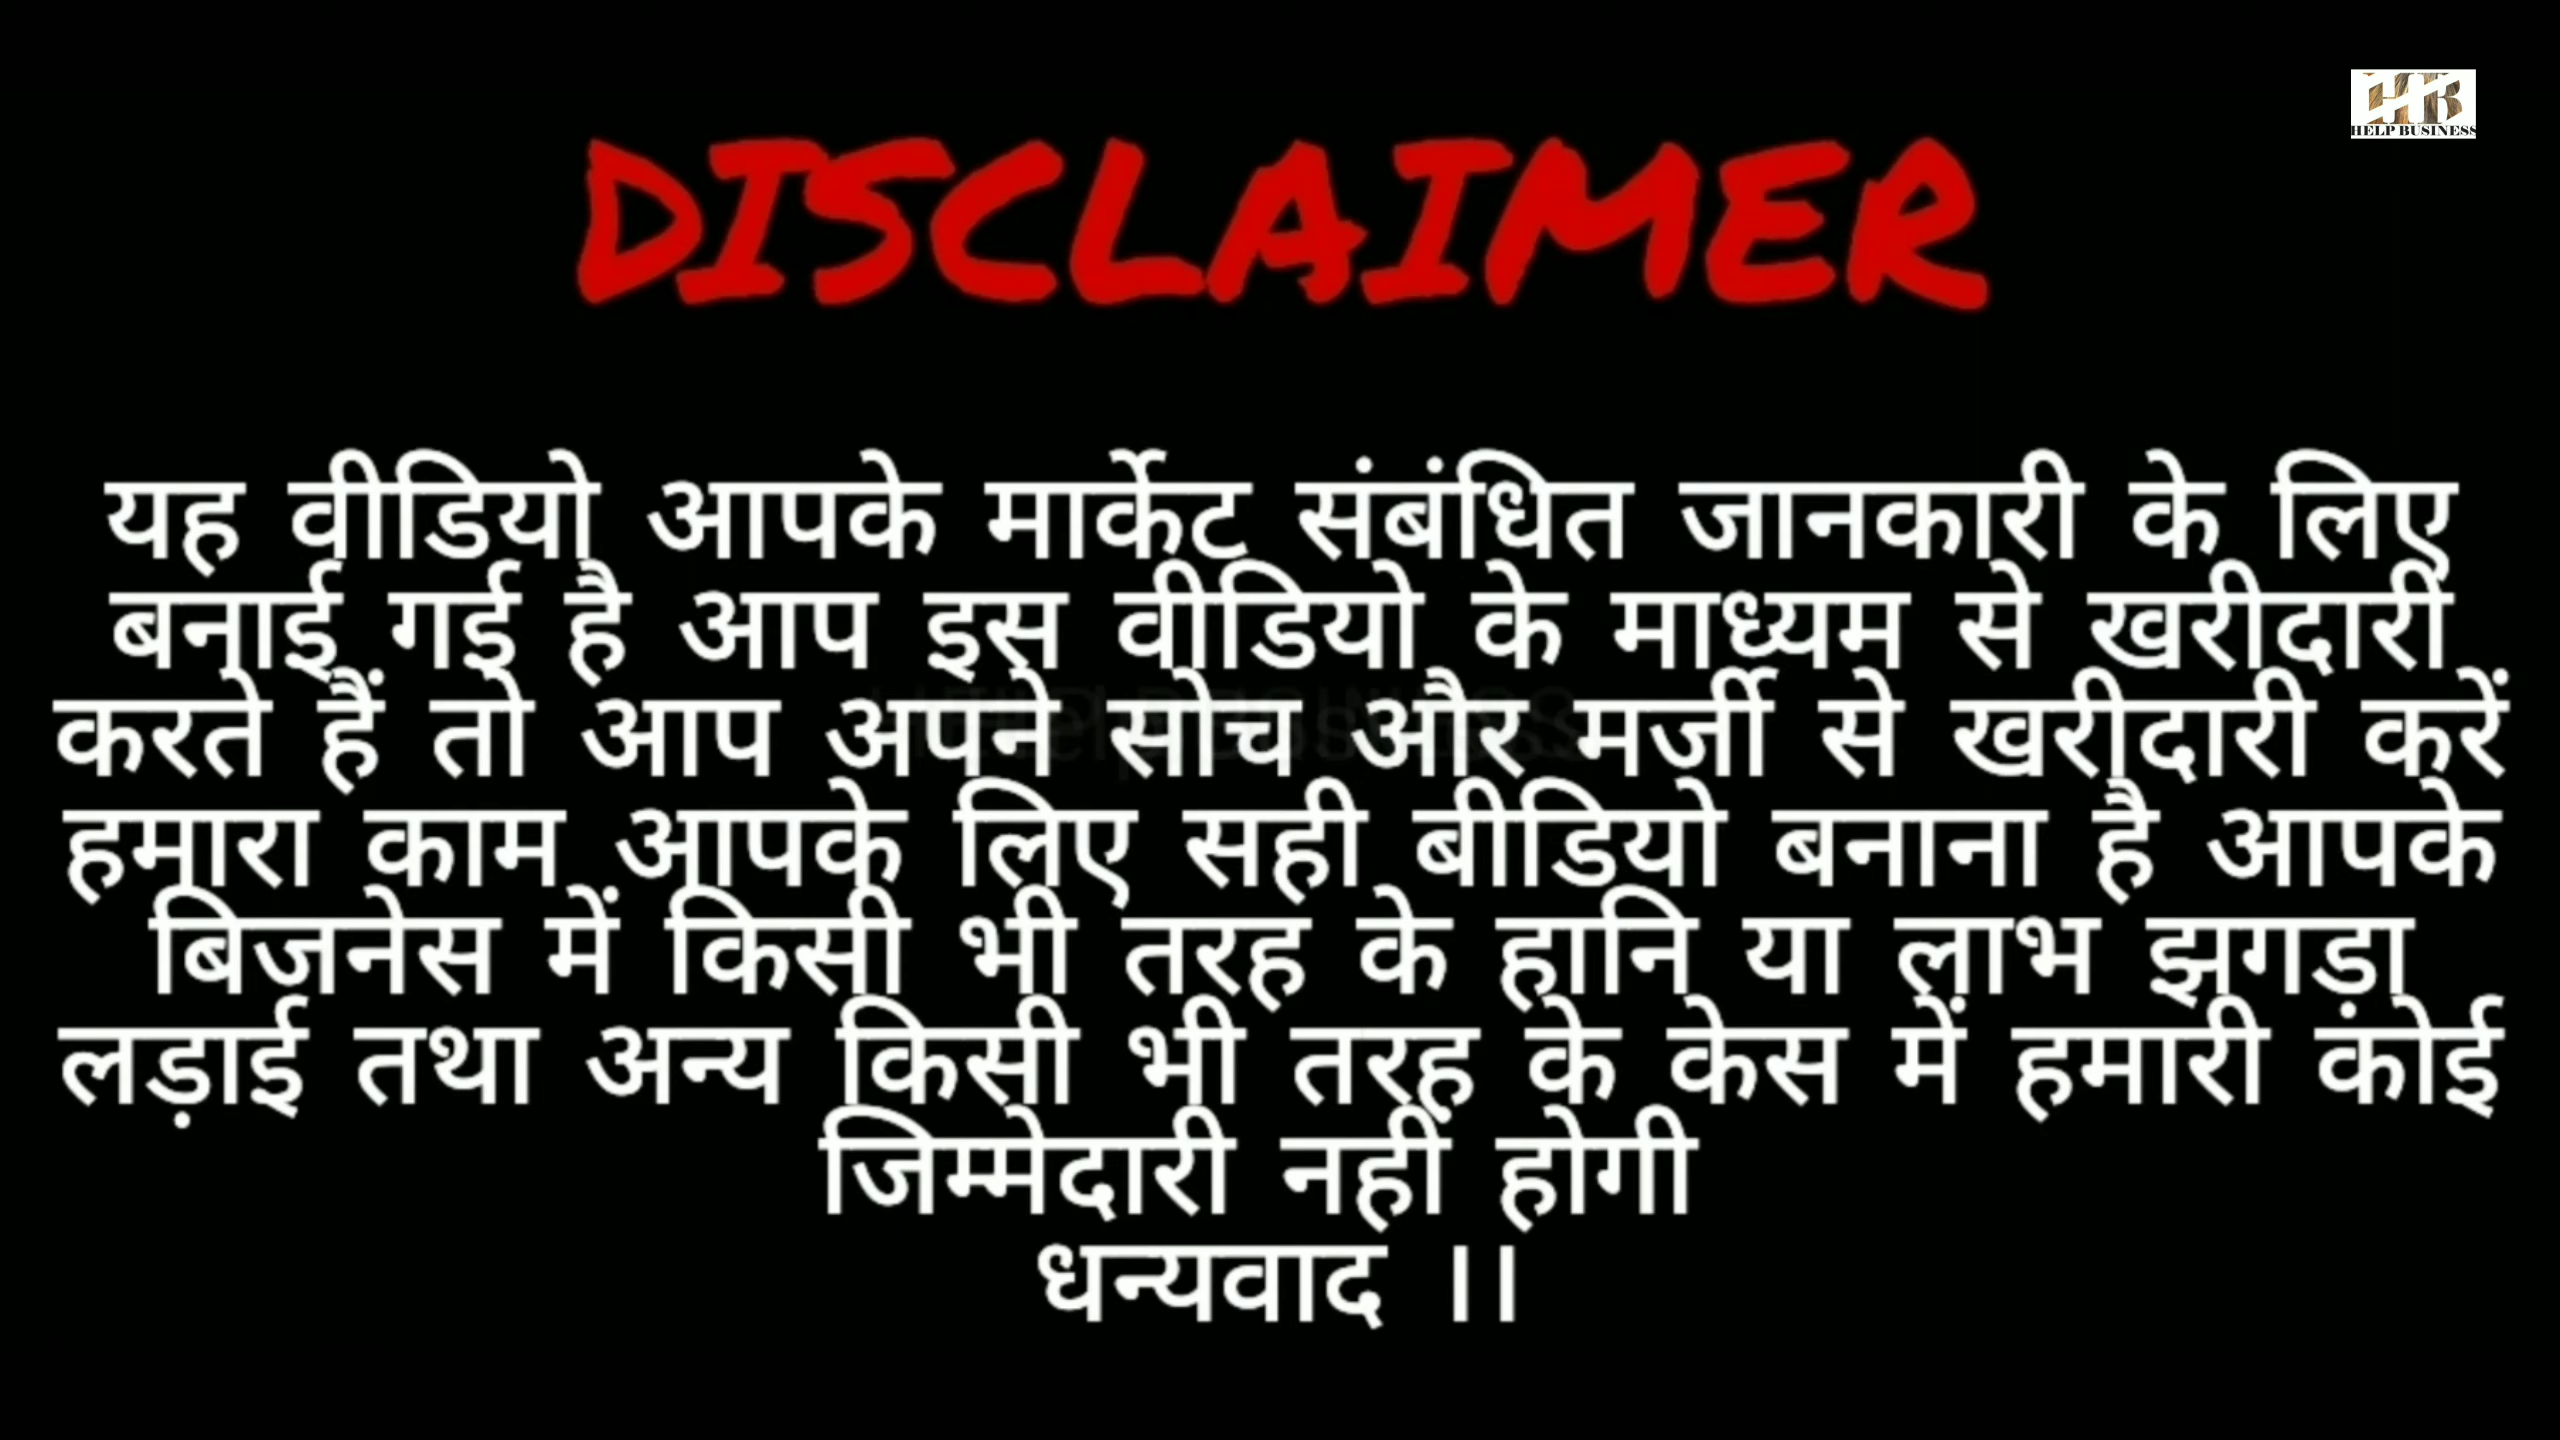 HB
HELP BUSINESS
DISCLAIMER
यह वीडियो आपके मार्केट संबंधित जानकारी के लिए
बनाई गई है आप इस वीडियो के माध्यम से खरीदारी
करते हैं तो आप अपने सोच और मर्जी से खरीदारी करें
हमारा काम आपके लिए सही बीडियो बनाना है आपके
बिजनेस में किसी भी तरह के हानि या लाभ झगड़ा
लड़ाई तथा अन्य किसी भी तरह के केस में हमारी कोई
जिम्मेदारी नहीं होगी
धन्यवाद ।।